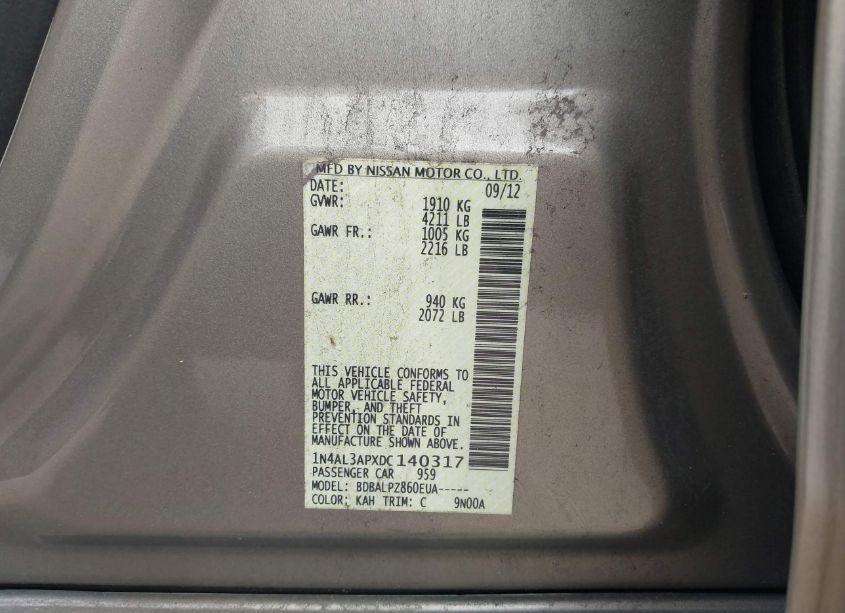 MFD BY NISSAN MOTOR CO., LTD.
DATE: 09/12
GVWR: 1910 KG
4211 LB
GAWR FR.: 1005 KG
2216 LB
GAWR RR.: 940 KG
2072 LB
THIS VEHICLE CONFORMS TO
ALL APPLICABLE FEDERAL
MOTOR VEHICLE SAFETY,
BUMPER, AND THEFT
PREVENTION STANDARDS IN
EFFECT ON THE DATE OF
MANUFACTURE SHOWN ABOVE.
1N4AL3APXDC140317
PASSENGER CAR 959
MODEL: BDBALPZ860EUA-----
COLOR: KAH TRIM: C 9N00A